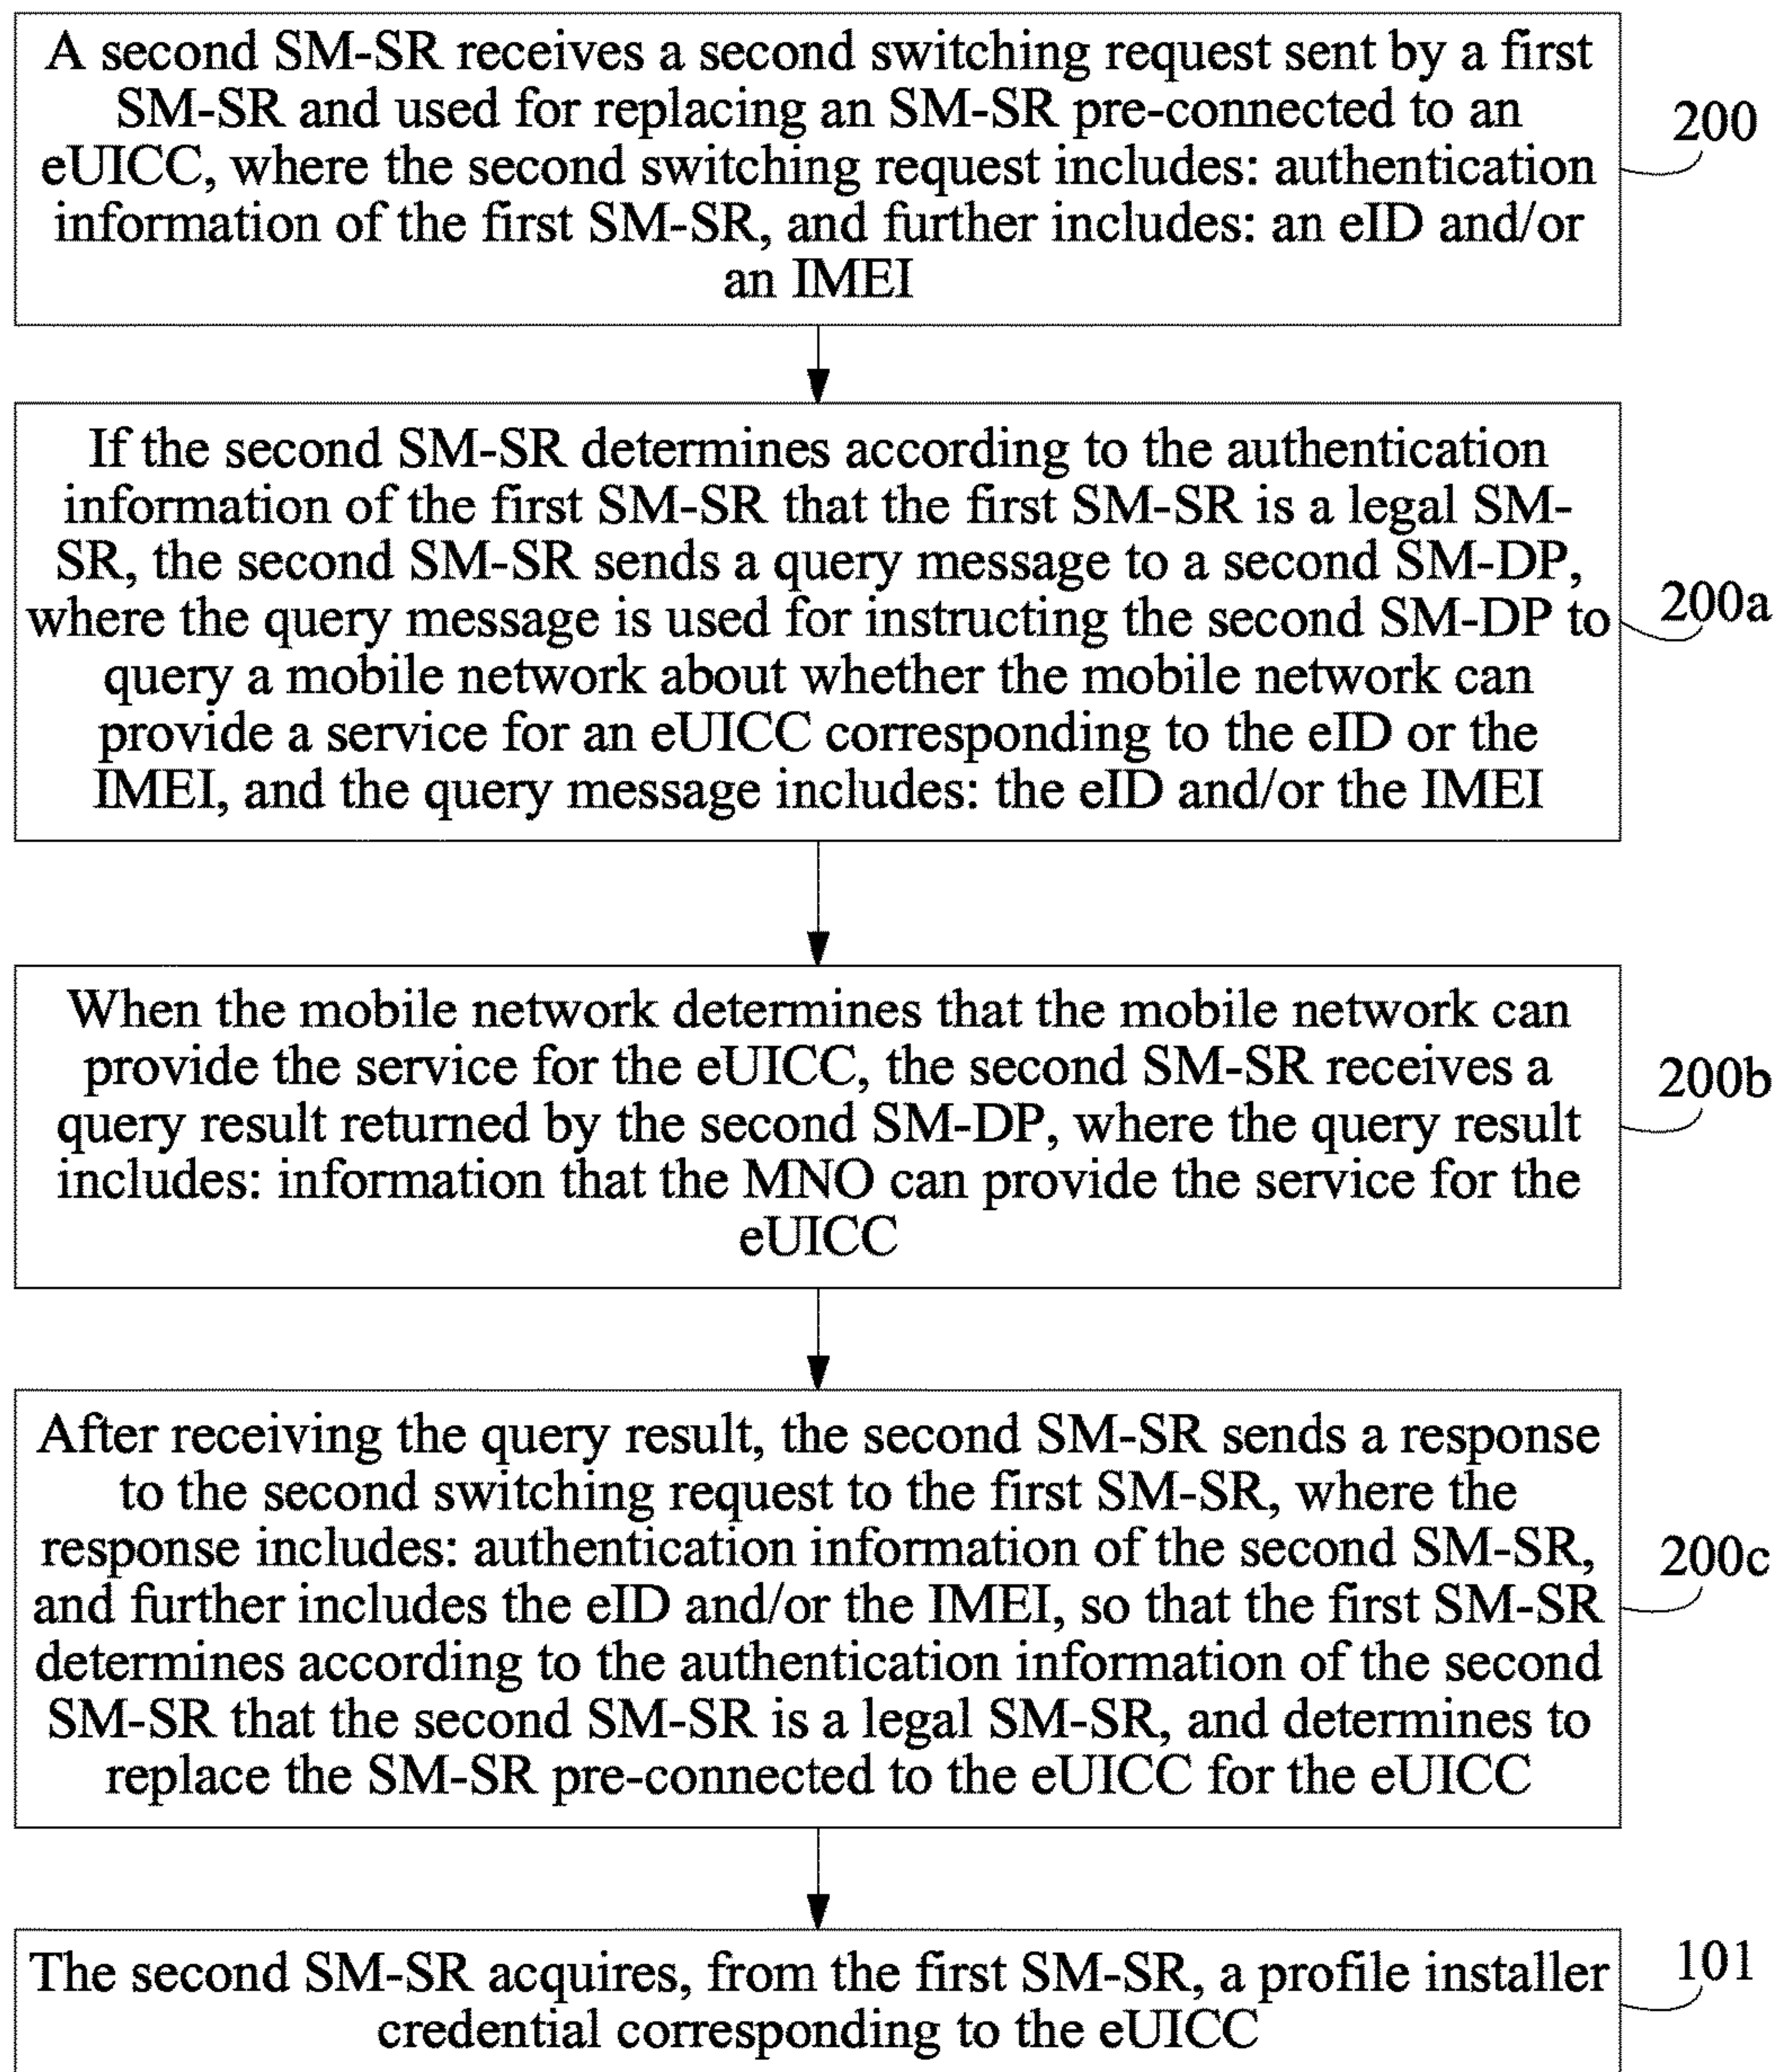 A second SM-SR receives a second switching request sent by a first
SM-SR and used for replacing an SM-SR pre-connected to an
eUICC, where the second switching request includes: authentication
information of the first SM-SR, and further includes: an eID and/or
an IMEI
200
If the second SM-SR determines according to the authentication
information of the first SM-SR that the first SM-SR is a legal SM-
SR, the second SM-SR sends a query message to a second SM-DP,
where the query message is used for instructing the second SM-DP to
query a mobile network about whether the mobile network can
provide a service for an eUICC corresponding to the eID or the
IMEI, and the query message includes: the eID and/or the IMEI
200a
When the mobile network determines that the mobile network can
provide the service for the eUICC, the second SM-SR receives a
query result returned by the second SM-DP, where the query result
includes: information that the MNO can provide the service for the
eUICC
200b
After receiving the query result, the second SM-SR sends a response
to the second switching request to the first SM-SR, where the
response includes: authentication information of the second SM-SR,
and further includes the eID and/or the IMEI, so that the first SM-SR
determines according to the authentication information of the second
SM-SR that the second SM-SR is a legal SM-SR, and determines to
replace the SM-SR pre-connected to the eUICC for the eUICC
200c
The second SM-SR acquires, from the first SM-SR, a profile installer
credential corresponding to the eUICC
101